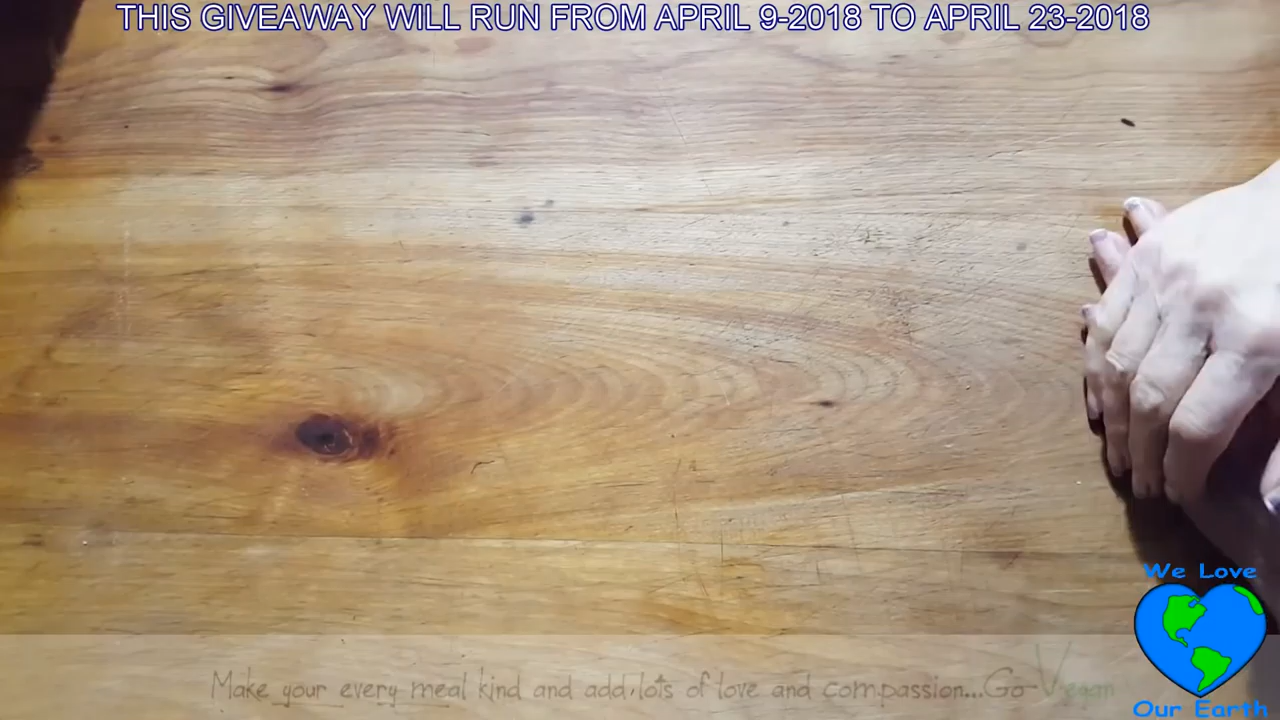 THIS GIVEAWAY WILL RUN FROM APRIL 9-2018 TO APRIL 23-2018
We Love
Make your every meal kind and add lots of love and compassion...Go Vegan
Our Earth